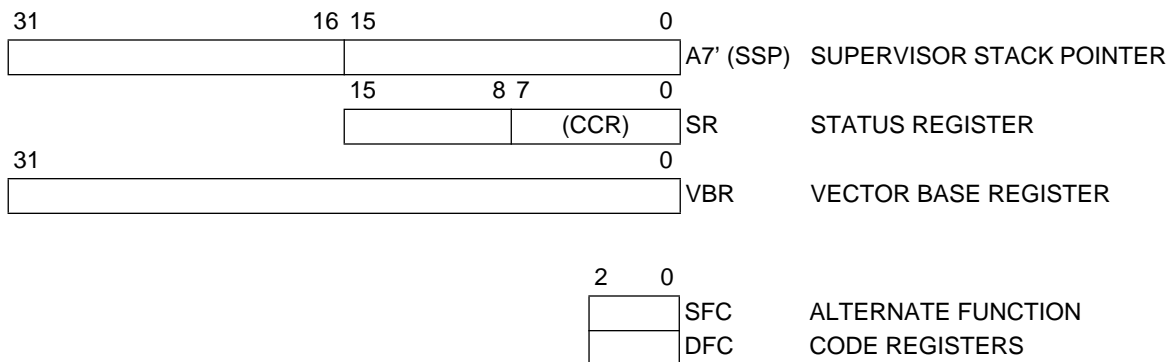 31 16 15 0
A7’ (SSP) SUPERVISOR STACK POINTER
15 8 7 0
(CCR) SR STATUS REGISTER
31 0
VBR VECTOR BASE REGISTER
2 0
SFC ALTERNATE FUNCTION
DFC CODE REGISTERS